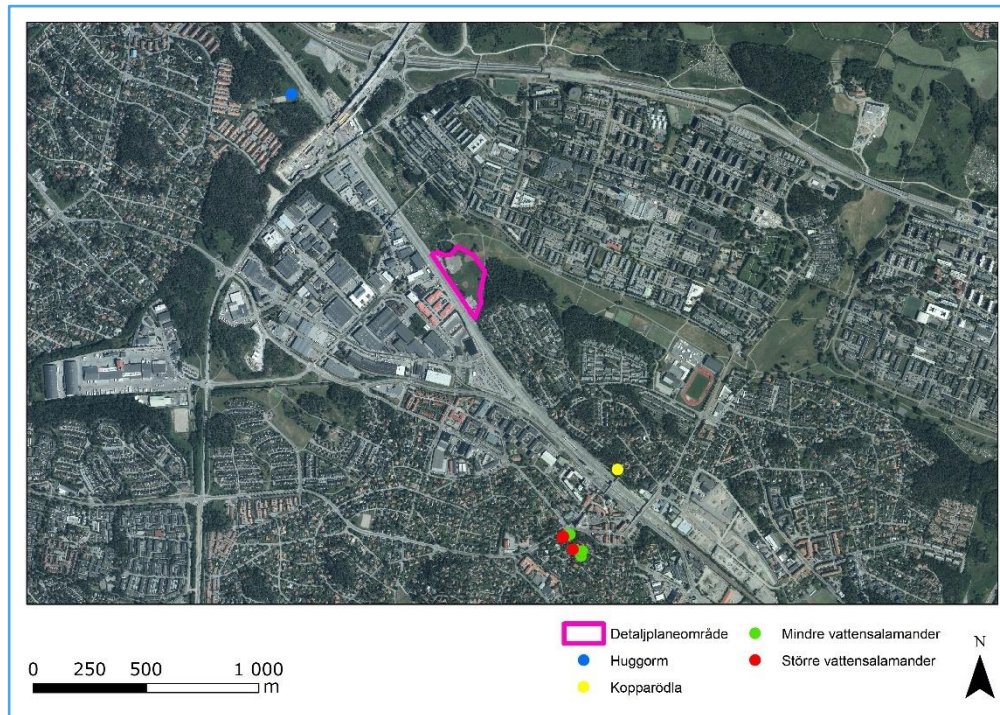 Detaljplaneområde
Huggorm
Kopparödla
Mindre vattensalamander
Större vattensalamander
N
0 250 500 1 000
m